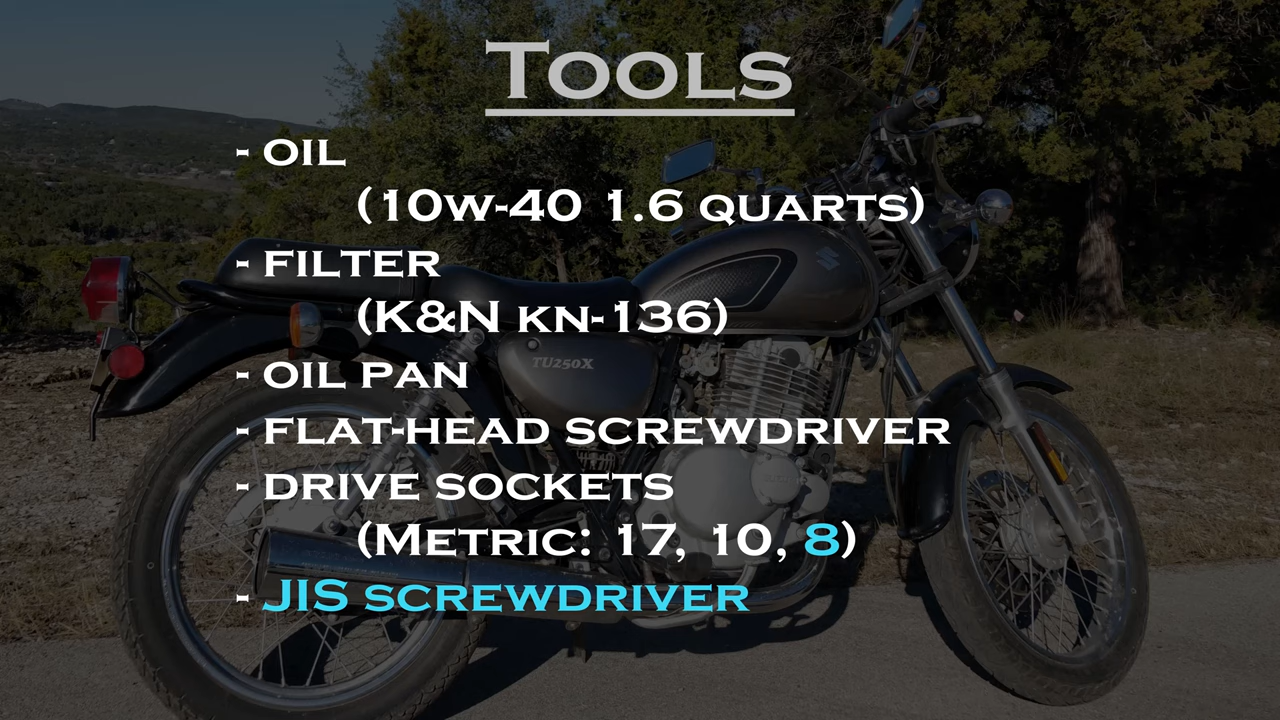 Tools
- oil
(10w-40 1.6 quarts)
- filter
(K&N kn-136)
- oil pan
- flat-head screwdriver
- drive sockets
(Metric: 17, 10, 8)
- JIS screwdriver
TU250X